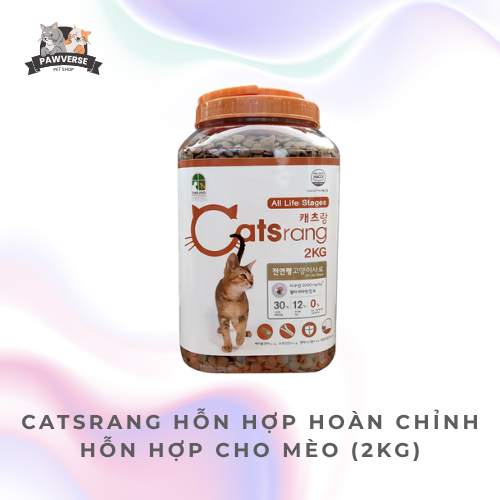 PAWVERSE
PET SHOP
All Life Stages
캐츠랑
Catsrang
2KG
전연령 고양이사료
30% 12% 0%
CATSRANG HỖN HỢP HOÀN CHỈNH
HỖN HỢP CHO MÈO (2KG)